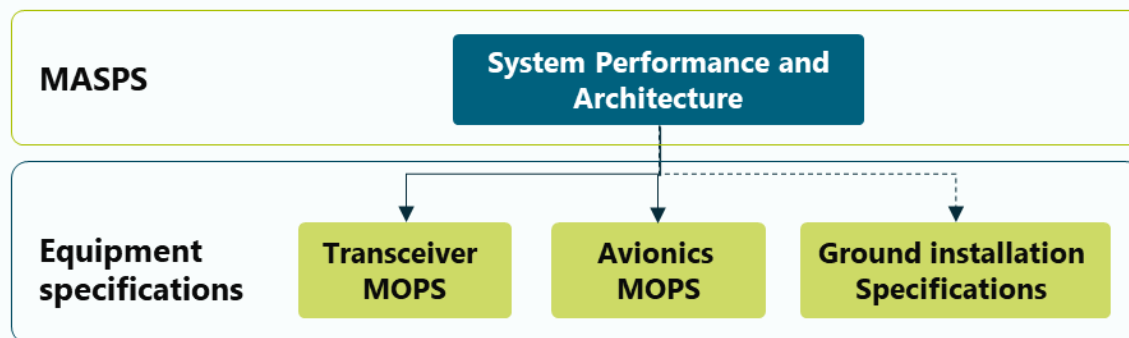 MASPS
System Performance and
Architecture
Equipment
specifications
Transceiver
MOPS
Avionics
MOPS
Ground installation
Specifications